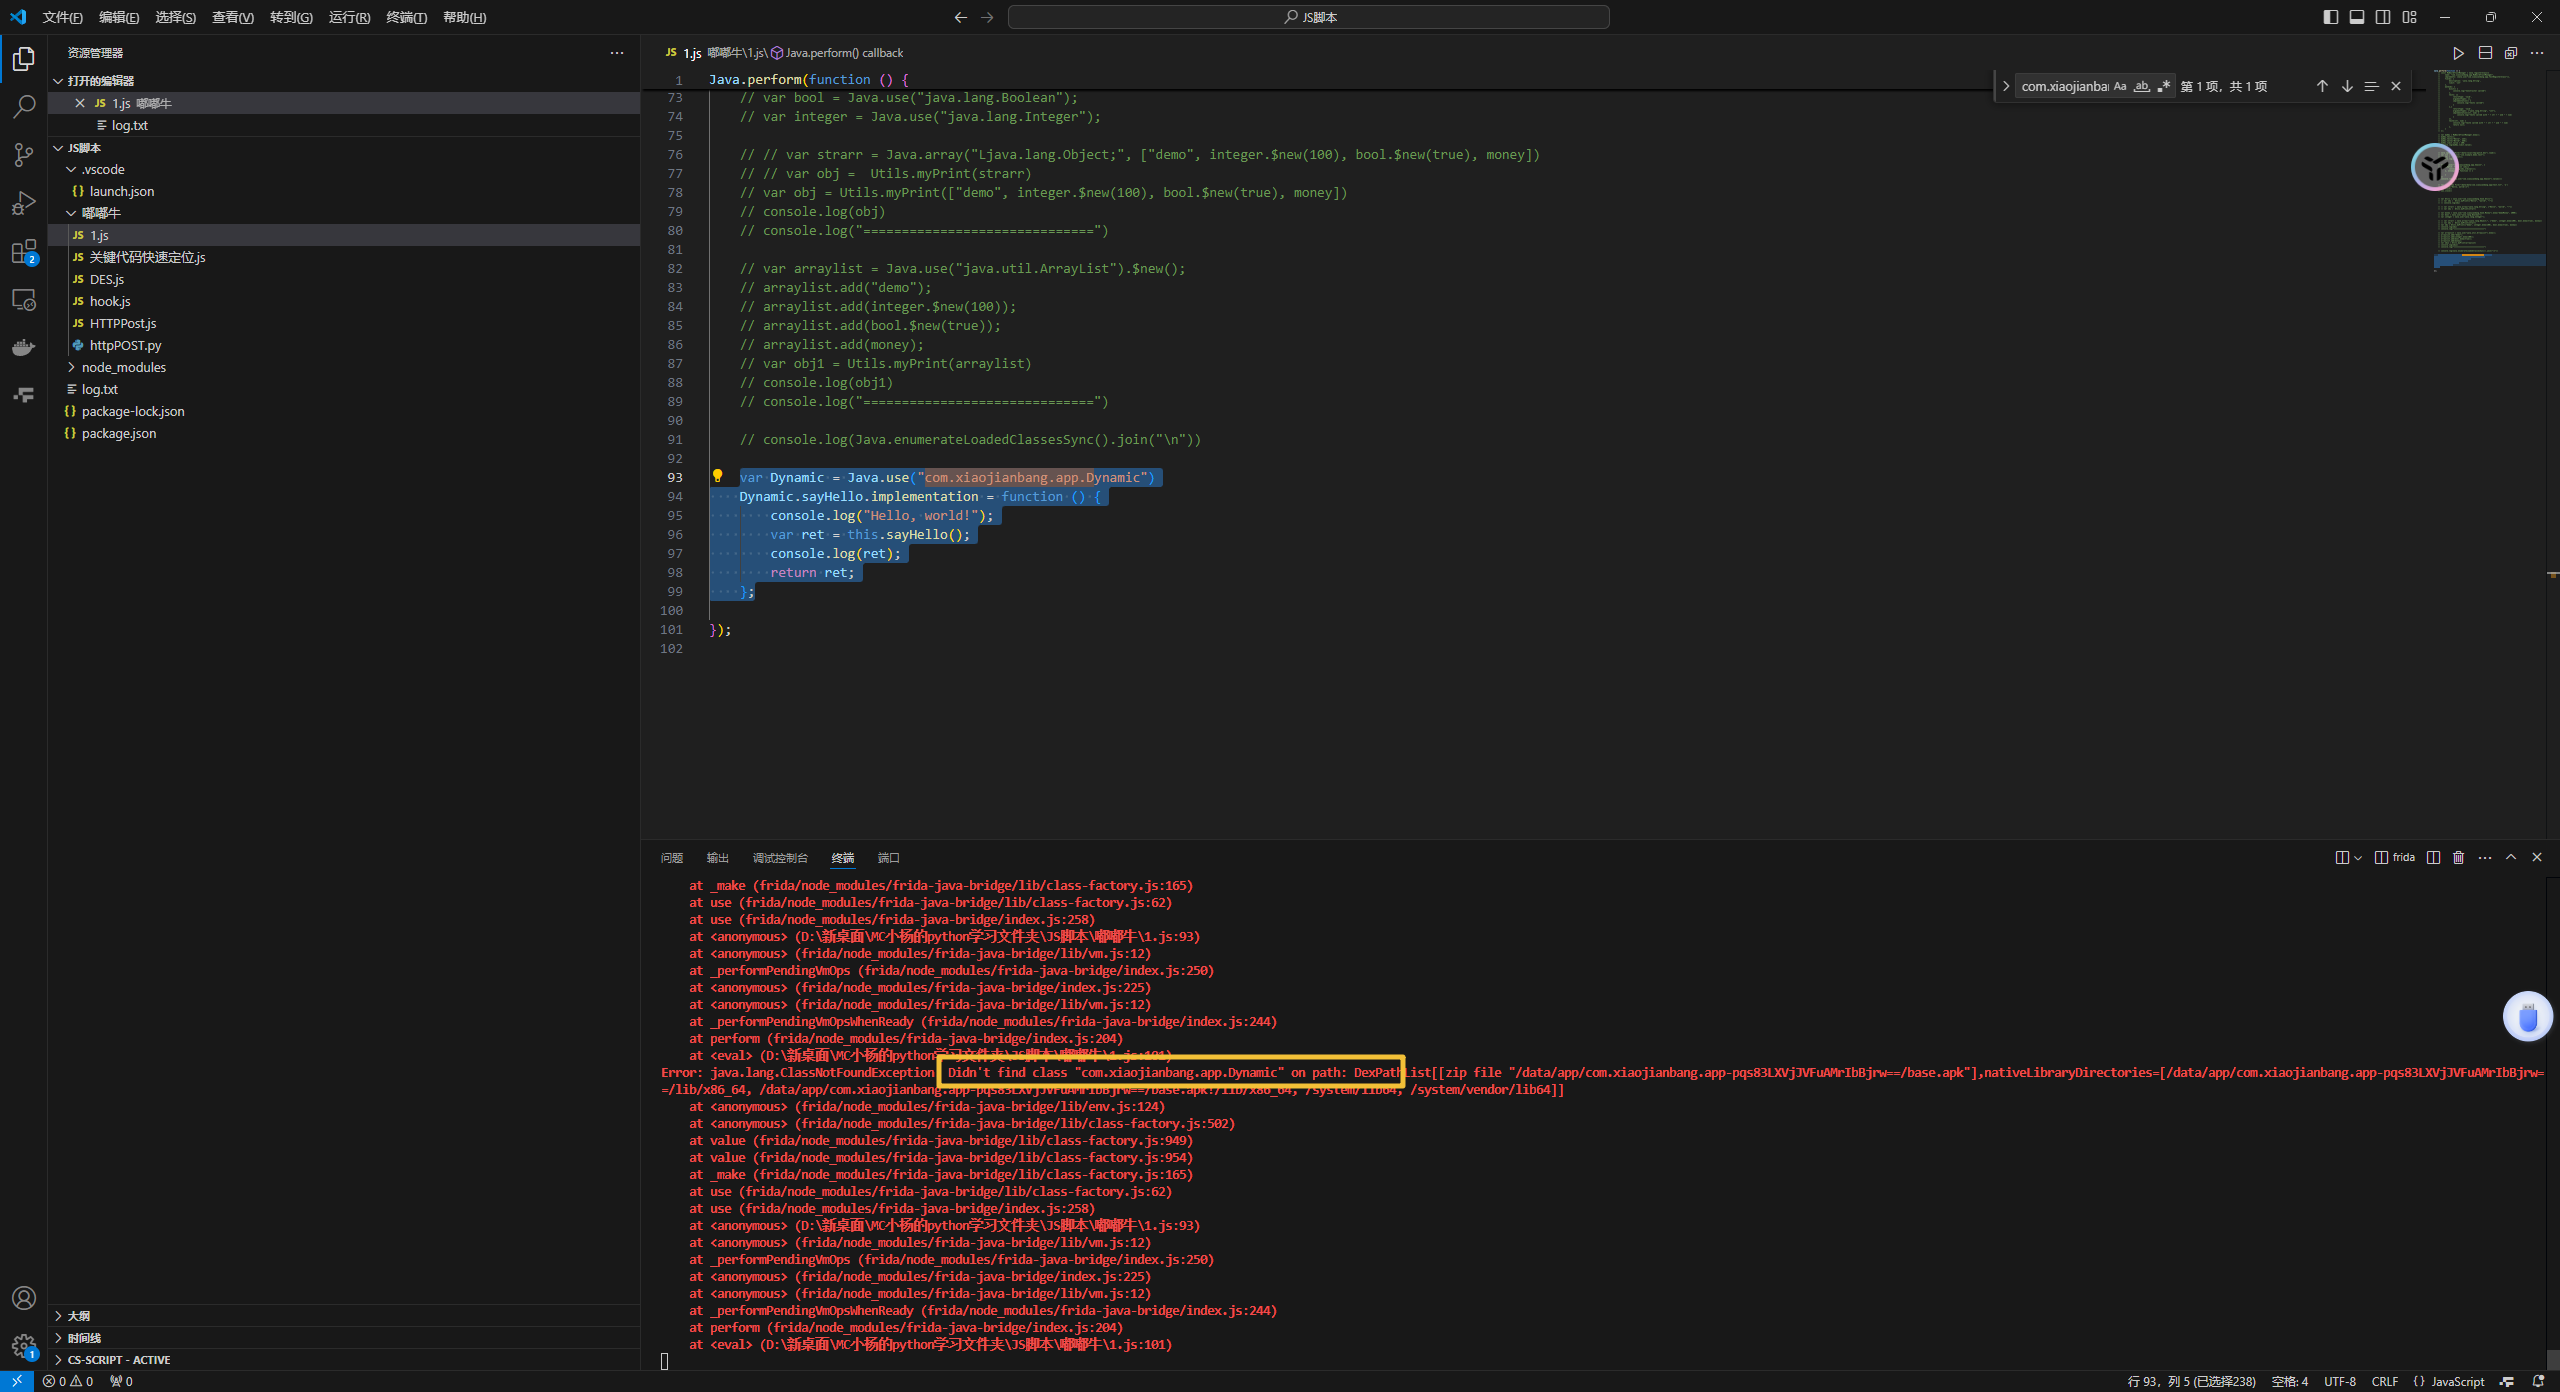 文件(F) 编辑(E) 选择(S) 查看(V) 转到(G) 运行(R) 终端(T) 帮助(H)
JS脚本
资源管理器
打开的编辑器
JS 1.js 嘟嘟牛
log.txt
JS脚本
.vscode
{} launch.json
嘟嘟牛
JS 1.js
JS 关键代码快速定位.js
JS DES.js
JS hook.js
JS HTTPPost.js
httpPOST.py
node_modules
log.txt
{} package-lock.json
{} package.json
大纲
时间线
CS-SCRIPT - ACTIVE
2
1
JS 1.js 嘟嘟牛\1.js\ Java.perform() callback
com.xiaojianba Aa ab 第 1 项，共 1 项
1 Java.perform(function () {
73 // var bool = Java.use("java.lang.Boolean");
74 // var integer = Java.use("java.lang.Integer");
75
76 // // var strarr = Java.array("Ljava.lang.Object;", ["demo", integer.$new(100), bool.$new(true), money])
77 // // var obj =  Utils.myPrint(strarr)
78 // var obj = Utils.myPrint(["demo", integer.$new(100), bool.$new(true), money])
79 // console.log(obj)
80 // console.log("==============================")
81
82 // var arraylist = Java.use("java.util.ArrayList").$new();
83 // arraylist.add("demo");
84 // arraylist.add(integer.$new(100));
85 // arraylist.add(bool.$new(true));
86 // arraylist.add(money);
87 // var obj1 = Utils.myPrint(arraylist)
88 // console.log(obj1)
89 // console.log("==============================")
90
91 // console.log(Java.enumerateLoadedClassesSync().join("\n"))
92
93 var Dynamic = Java.use("com.xiaojianbang.app.Dynamic")
94 Dynamic.sayHello.implementation = function () {
95 console.log("Hello, world!");
96 var ret = this.sayHello();
97 console.log(ret);
98 return ret;
99 };
100
101 });
102
问题 输出 调试控制台 终端 端口
frida
at _make (frida/node_modules/frida-java-bridge/lib/class-factory.js:165)
at use (frida/node_modules/frida-java-bridge/lib/class-factory.js:62)
at use (frida/node_modules/frida-java-bridge/index.js:258)
at <anonymous> (D:\新桌面\MC小杨的python学习文件夹\JS脚本\嘟嘟牛\1.js:93)
at <anonymous> (frida/node_modules/frida-java-bridge/lib/vm.js:12)
at _performPendingVmOps (frida/node_modules/frida-java-bridge/index.js:250)
at <anonymous> (frida/node_modules/frida-java-bridge/index.js:225)
at <anonymous> (frida/node_modules/frida-java-bridge/lib/vm.js:12)
at _performPendingVmOpsWhenReady (frida/node_modules/frida-java-bridge/index.js:244)
at perform (frida/node_modules/frida-java-bridge/index.js:204)
at <eval> (D:\新桌面\MC小杨的python学习文件夹\JS脚本\嘟嘟牛\1.js:101)
Error: java.lang.ClassNotFoundException: Didn't find class "com.xiaojianbang.app.Dynamic" on path: DexPathList[[zip file "/data/app/com.xiaojianbang.app-pqs83LXVjJVFuAMrIbBjrw==/base.apk"],nativeLibraryDirectories=[/data/app/com.xiaojianbang.app-pqs83LXVjJVFuAMrIbBjrw=
=/lib/x86_64, /data/app/com.xiaojianbang.app-pqs83LXVjJVFuAMrIbBjrw==/base.apk!/lib/x86_64, /system/lib64, /system/vendor/lib64]]
at <anonymous> (frida/node_modules/frida-java-bridge/lib/env.js:124)
at <anonymous> (frida/node_modules/frida-java-bridge/lib/class-factory.js:502)
at value (frida/node_modules/frida-java-bridge/lib/class-factory.js:949)
at value (frida/node_modules/frida-java-bridge/lib/class-factory.js:954)
at _make (frida/node_modules/frida-java-bridge/lib/class-factory.js:165)
at use (frida/node_modules/frida-java-bridge/lib/class-factory.js:62)
at use (frida/node_modules/frida-java-bridge/index.js:258)
at <anonymous> (D:\新桌面\MC小杨的python学习文件夹\JS脚本\嘟嘟牛\1.js:93)
at <anonymous> (frida/node_modules/frida-java-bridge/lib/vm.js:12)
at _performPendingVmOps (frida/node_modules/frida-java-bridge/index.js:250)
at <anonymous> (frida/node_modules/frida-java-bridge/index.js:225)
at <anonymous> (frida/node_modules/frida-java-bridge/lib/vm.js:12)
at _performPendingVmOpsWhenReady (frida/node_modules/frida-java-bridge/index.js:244)
at perform (frida/node_modules/frida-java-bridge/index.js:204)
at <eval> (D:\新桌面\MC小杨的python学习文件夹\JS脚本\嘟嘟牛\1.js:101)
0 0 0 行 93，列 5 (已选择238) 空格: 4 UTF-8 CRLF {} JavaScript